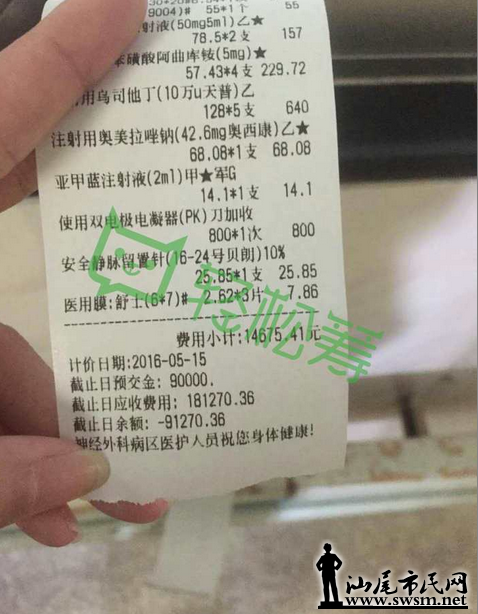 9004)# 55*1个 55
射液(50mg5ml)乙★
78.5*2支 157
苯磺酸阿曲库铵(5mg)★
57.43*4支 229.72
用乌司他丁(10万u天普)乙
128*5支 640
注射用奥美拉唑钠(42.6mg奥西康)乙★
68.08*1支 68.08
亚甲蓝注射液(2ml)甲★军G
14.1*1支 14.1
使用双电极电凝器(PK)刀加收
800*1次 800
安全静脉留置针(16-24号贝朗)10%
25.85*1支 25.85
医用膜:舒士(6*7)# 2.62*3片 7.86
费用小计:14675.41元
计价日期:2016-05-15
截止日预交金: 90000.
截止日应收费用: 181270.36
截止日余额: -91270.36
神经外科病区医护人员祝您身体健康!
轻松筹
汕尾市民网
www.swsm.net